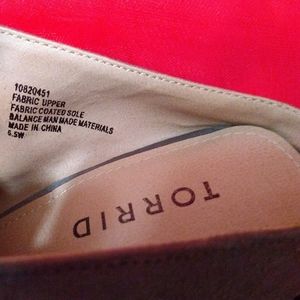 10820451
FABRIC UPPER
FABRIC COATED SOLE
BALANCE MAN MADE MATERIALS
MADE IN CHINA
6.5W
TORRID